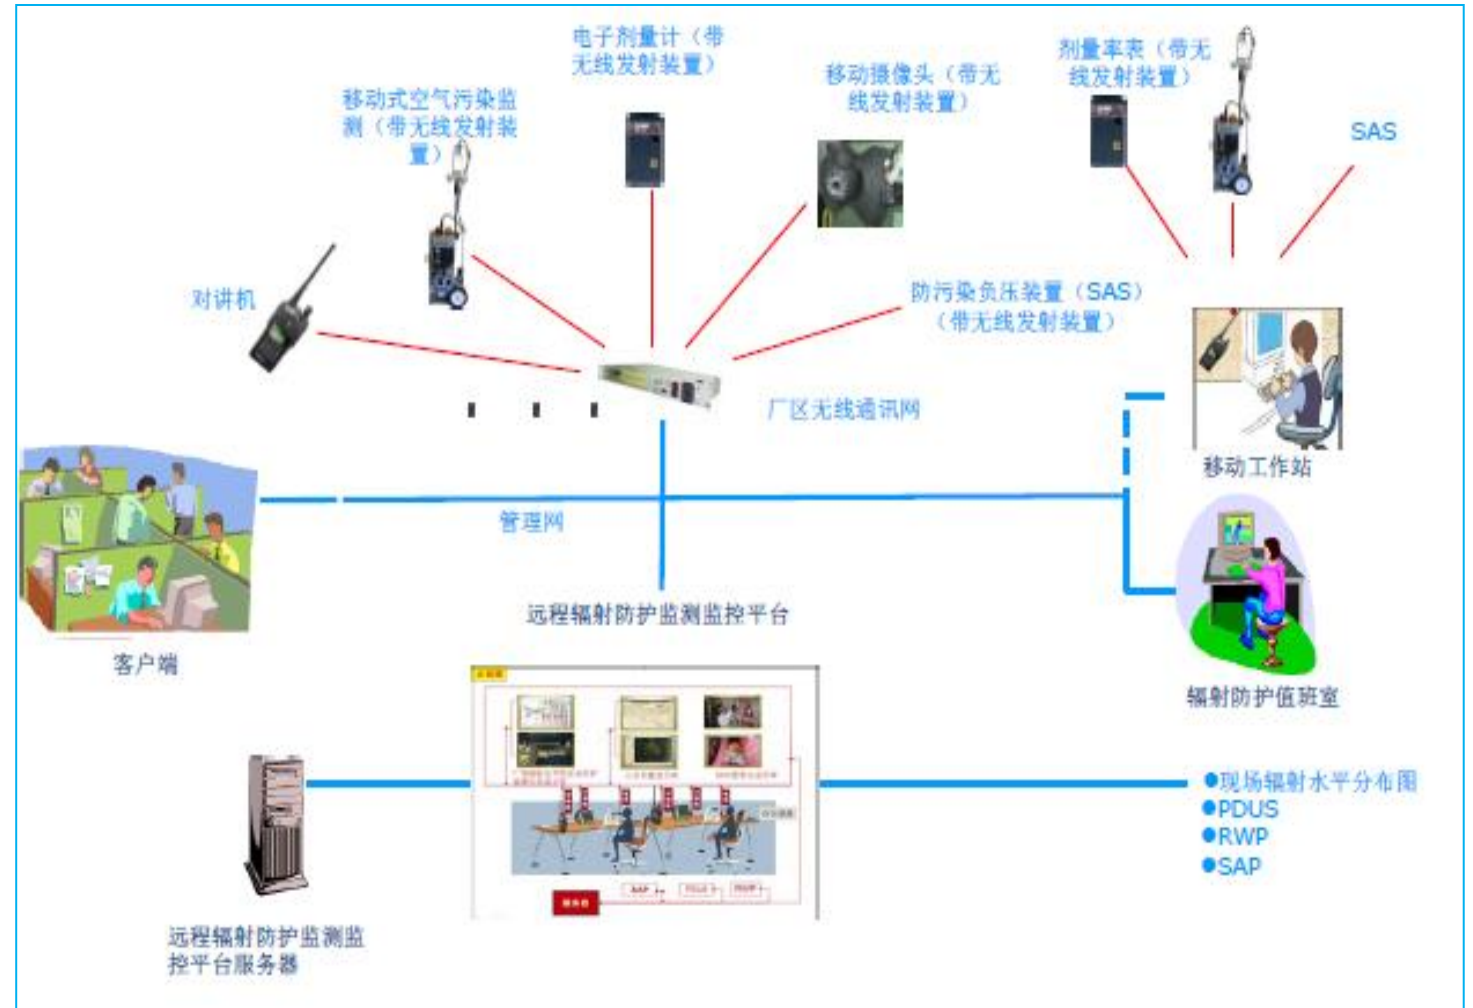 电子剂量计（带
无线发射装置）
移动摄像头（带无
线发射装置）
剂量率表（带无
线发射装置）
移动式空气污染监
测（带无线发射装
置）
SAS
对讲机
防污染负压装置（SAS）
（带无线发射装置）
厂区无线通讯网
移动工作站
管理网
远程辐射防护监测监控平台
客户端
辐射防护值班室
●现场辐射水平分布图
●PDUS
●RWP
●SAP
SAP
服务器
远程辐射防护监测监
控平台服务器